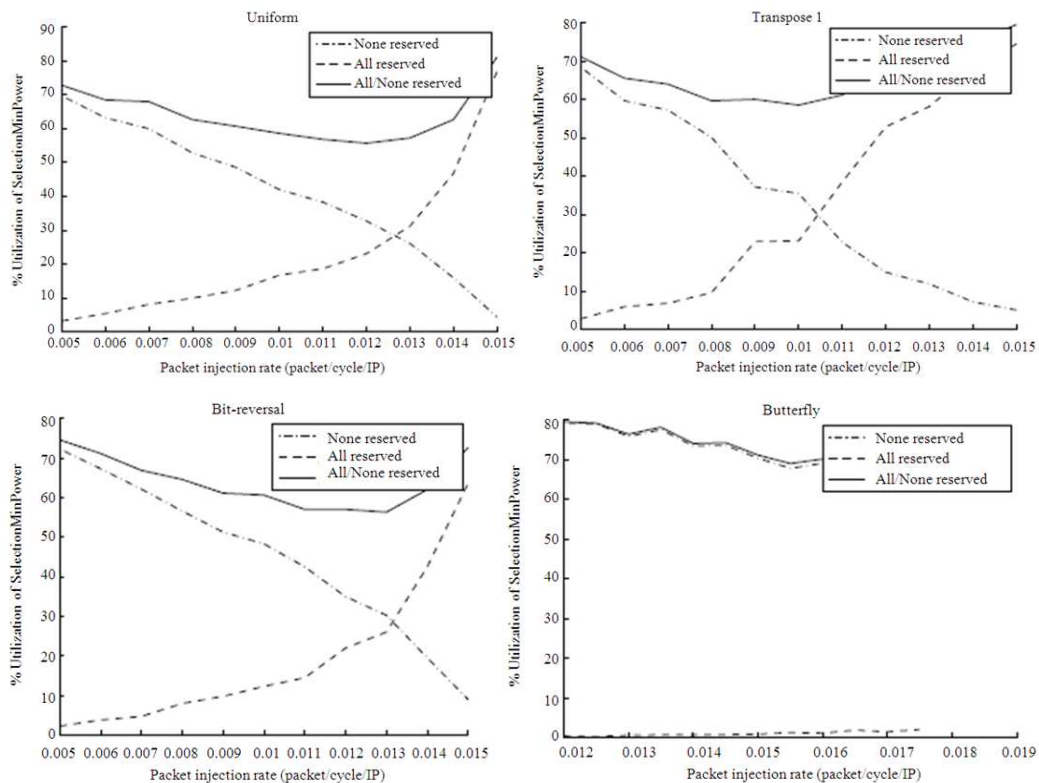 Uniform
None reserved
All reserved
All/None reserved
% Utilization of SelectionMinPower
90
80
70
60
50
40
30
20
10
0
0.005 0.006 0.007 0.008 0.009 0.01 0.011 0.012 0.013 0.014 0.015
Packet injection rate (packet/cycle/IP)
Transpose 1
None reserved
All reserved
All/None reserved
% Utilization of SelectionMinPower
80
70
60
50
40
30
20
10
0
0.005 0.006 0.007 0.008 0.009 0.01 0.011 0.012 0.013 0.014 0.015
Packet injection rate (packet/cycle/IP)
Bit-reversal
None reserved
All reserved
All/None reserved
% Utilization of SelectionMinPower
80
70
60
50
40
30
20
10
0
0.005 0.006 0.007 0.008 0.009 0.01 0.011 0.012 0.013 0.014 0.015
Packet injection rate (packet/cycle/IP)
Butterfly
None reserved
All reserved
All/None reserved
% Utilization of SelectionMinPower
80
70
60
50
40
30
20
10
0
0.012 0.013 0.014 0.015 0.016 0.017 0.018 0.019
Packet injection rate (packet/cycle/IP)